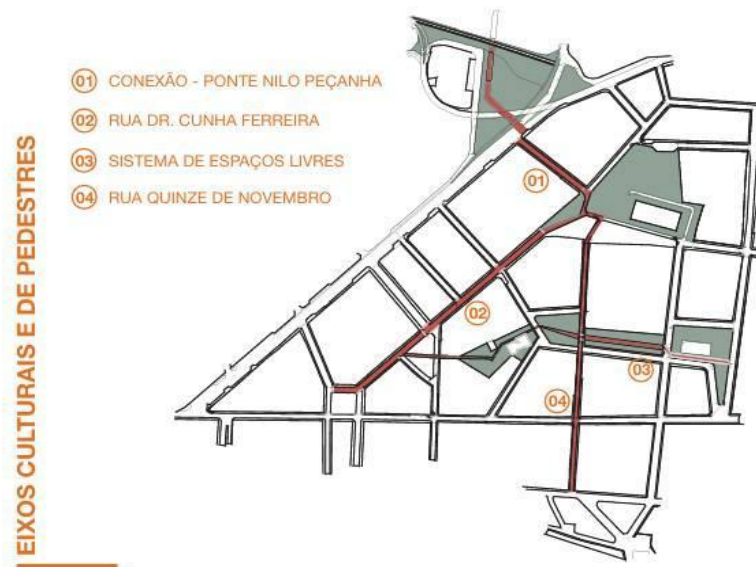 EIXOS CULTURAIS E DE PEDESTRES
01 CONEXÃO - PONTE NILO PEÇANHA
02 RUA DR. CUNHA FERREIRA
03 SISTEMA DE ESPAÇOS LIVRES
04 RUA QUINZE DE NOVEMBRO
01
02
03
04